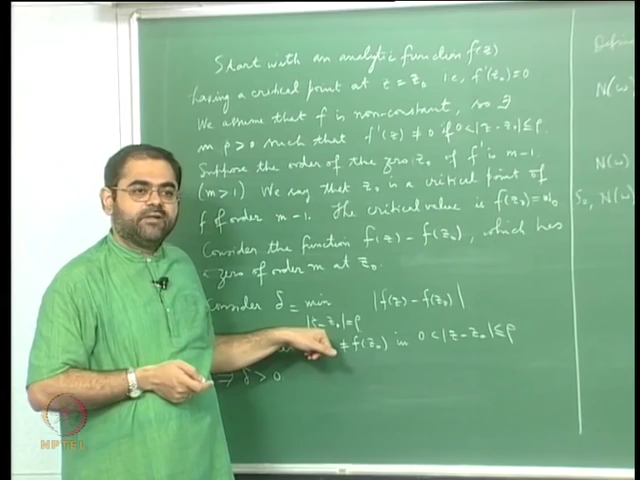 Start with an analytic function f(z)
having a critical point at z = z₀ i.e., f'(z₀)=0
We assume that f is non-constant, so ∃
ρ>0 such that f'(z) ≠ 0 if 0<|z-z₀|≤ρ.
Suppose the order of the zero z₀ of f' is m-1.
(m>1) We say that z₀ is a critical point of
f of order m-1. The critical value is f(z₀)=w₀
Consider the function f(z) - f(z₀), which has
a zero of order m at z₀.
Consider δ = min |f(z) - f(z₀)|
|z-z₀|=ρ
≠ f(z₀) in 0<|z-z₀|≤ρ
⇒ δ>0
Define
N(w)
N(w)
So, N(w)
NPTEL